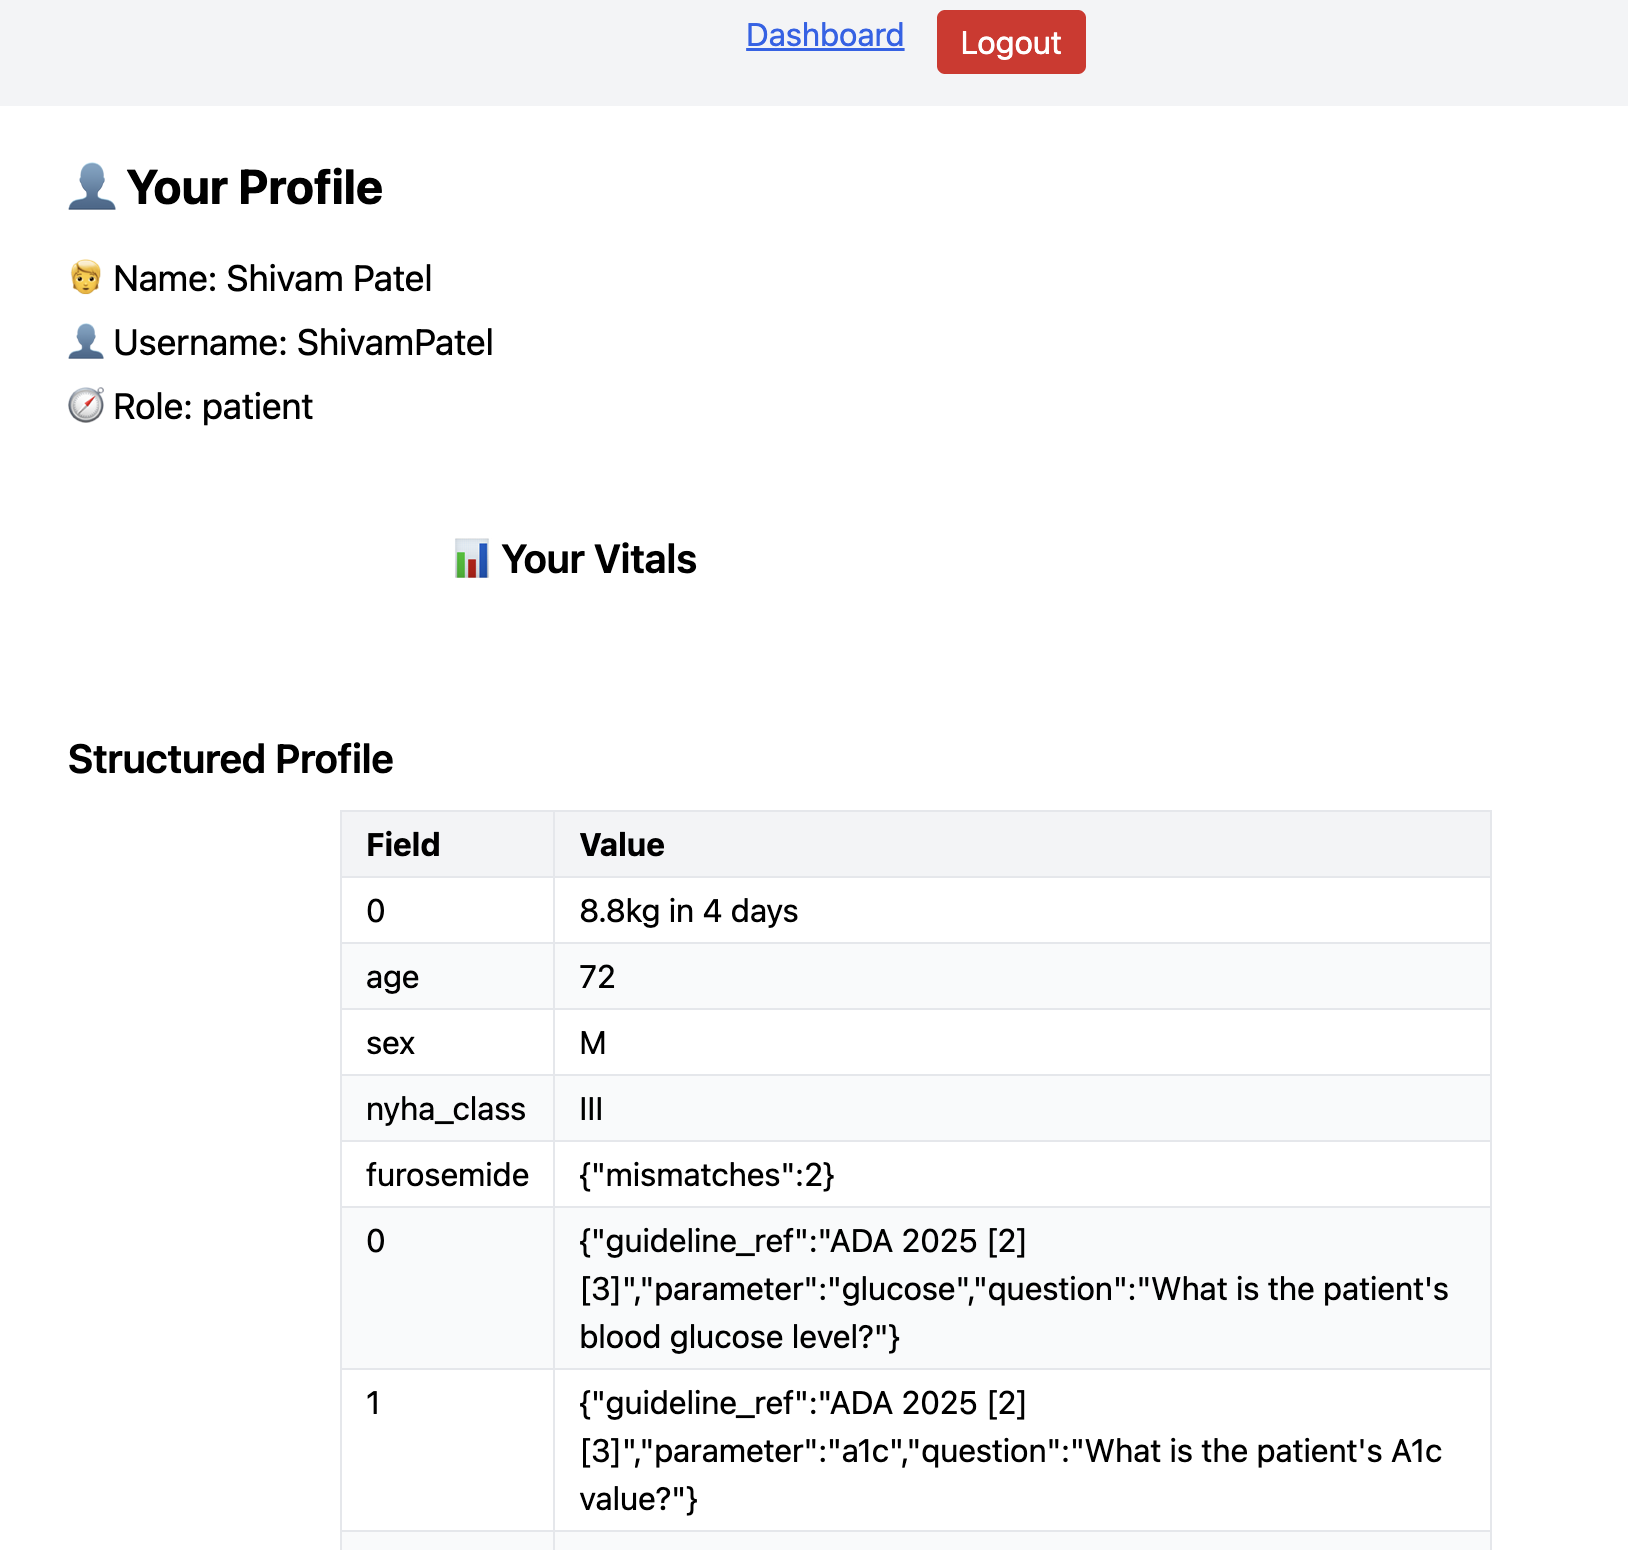 Dashboard
Logout
Your Profile
Name: Shivam Patel
Username: ShivamPatel
Role: patient
Your Vitals
Structured Profile
Field Value
0 8.8kg in 4 days
age 72
sex M
nyha_class III
furosemide {"mismatches":2}
0 {"guideline_ref":"ADA 2025 [2]
[3]","parameter":"glucose","question":"What is the patient's
blood glucose level?"}
1 {"guideline_ref":"ADA 2025 [2]
[3]","parameter":"a1c","question":"What is the patient's A1c
value?"}